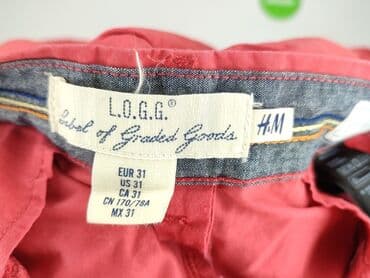 L.O.G.G.®
Label of Graded Goods
H&M
EUR 31
US 31
CA 31
CN 170/78A
MX 31